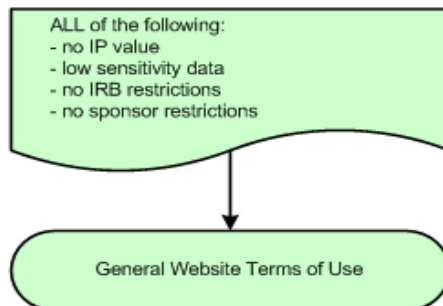 ALL of the following:
- no IP value
- low sensitivity data
- no IRB restrictions
- no sponsor restrictions
General Website Terms of Use